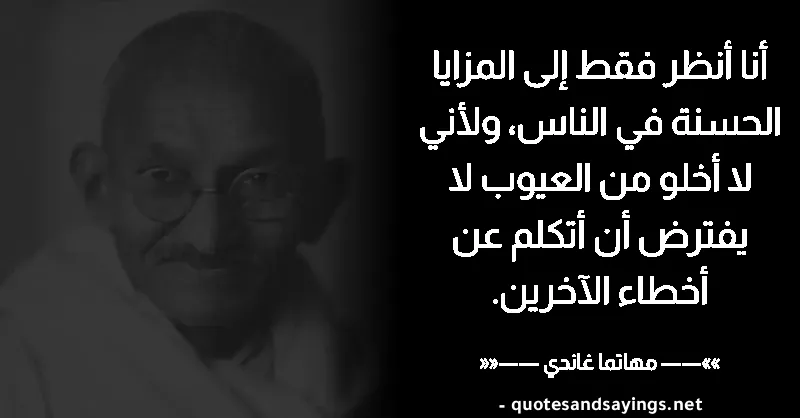 أنا أنظر فقط إلى المزايا
الحسنة في الناس، ولأني
لا أخلو من العيوب لا
يفترض أن أتكلم عن
أخطاء الآخرين.
»»—— مهاتما غاندي ——««
- quotesandsayings.net